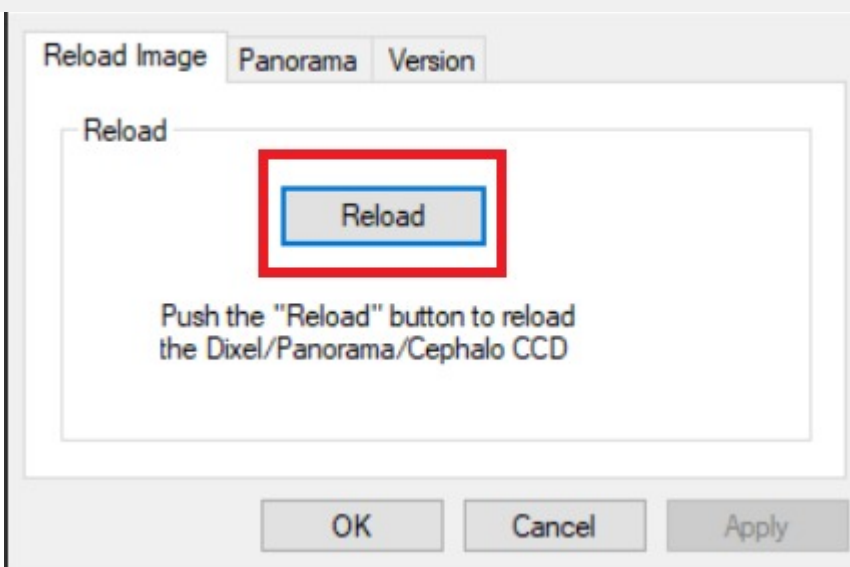 Reload Image Panorama Version
Reload
Reload
Push the "Reload" button to reload
the Dixel/Panorama/Cephalo CCD
OK Cancel Apply